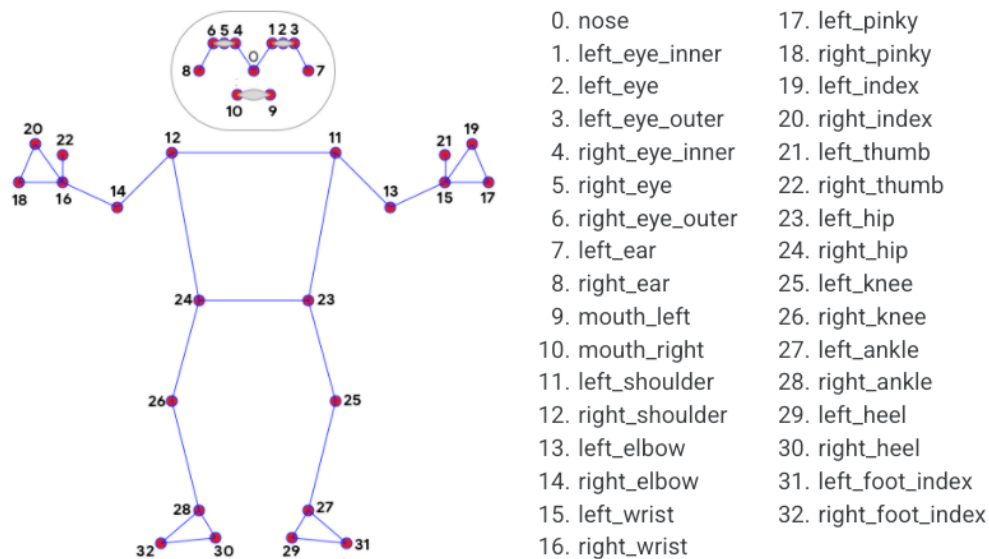 6 5 4 1 2 3
0
8 7
10 9
20 22 12 11 21 19
18 16 14 13 15 17
24 23
26 25
28 27
32 30 29 31
0. nose
1. left_eye_inner
2. left_eye
3. left_eye_outer
4. right_eye_inner
5. right_eye
6. right_eye_outer
7. left_ear
8. right_ear
9. mouth_left
10. mouth_right
11. left_shoulder
12. right_shoulder
13. left_elbow
14. right_elbow
15. left_wrist
16. right_wrist
17. left_pinky
18. right_pinky
19. left_index
20. right_index
21. left_thumb
22. right_thumb
23. left_hip
24. right_hip
25. left_knee
26. right_knee
27. left_ankle
28. right_ankle
29. left_heel
30. right_heel
31. left_foot_index
32. right_foot_index